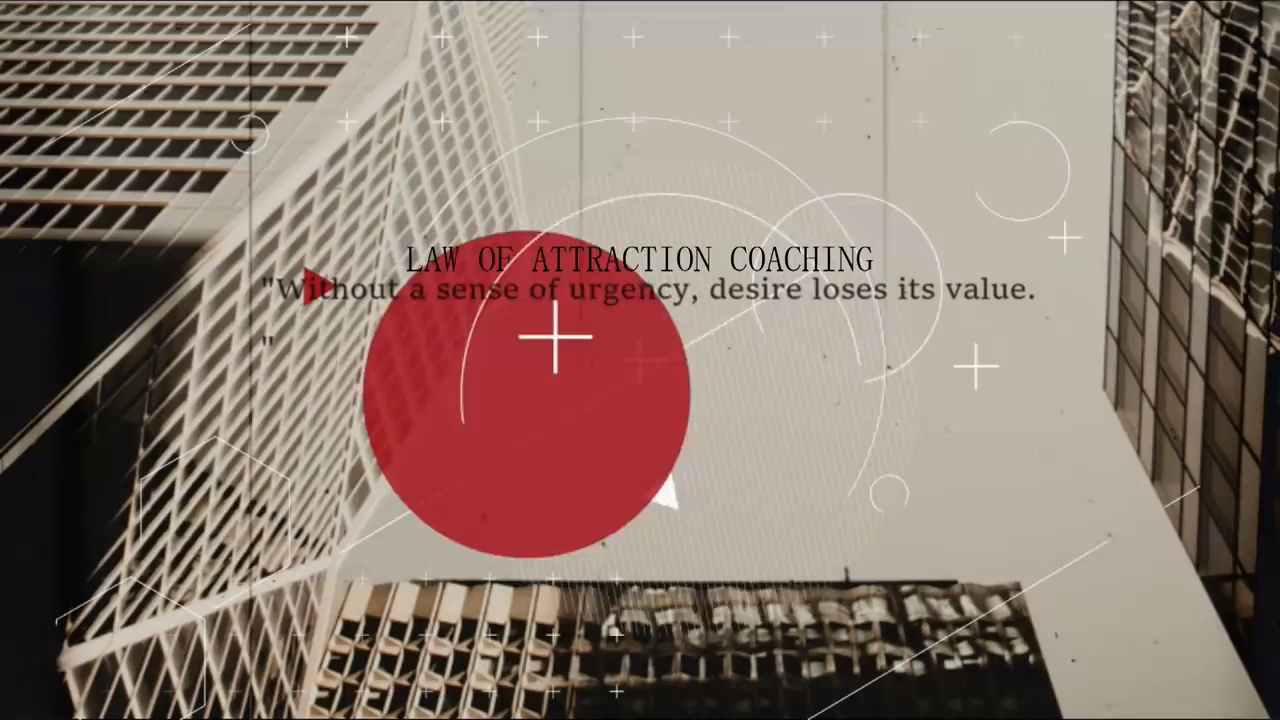 LAW OF ATTRACTION COACHING
"Without a sense of urgency, desire loses its value.
"